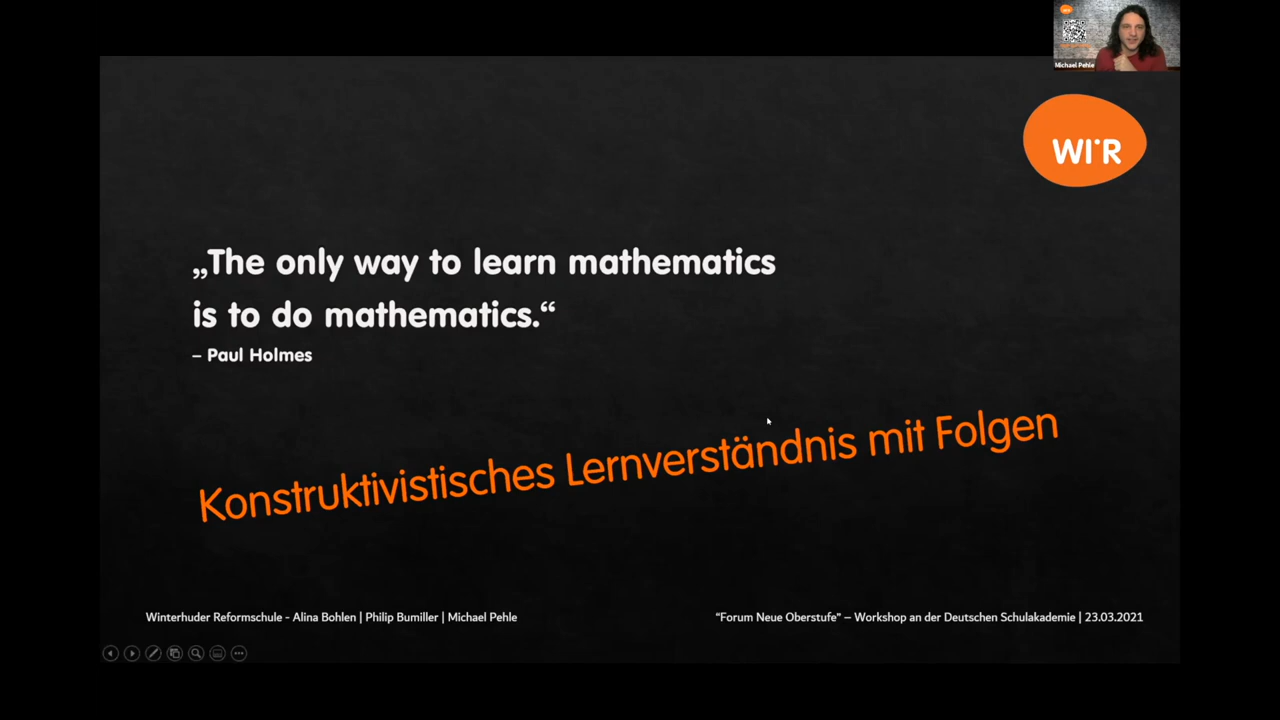 Michael Pehle
WI·R
„The only way to learn mathematics
is to do mathematics.“
– Paul Holmes
Konstruktivistisches Lernverständnis mit Folgen
Winterhuder Reformschule - Alina Bohlen | Philip Bumiller | Michael Pehle
"Forum Neue Oberstufe" – Workshop an der Deutschen Schulakademie | 23.03.2021